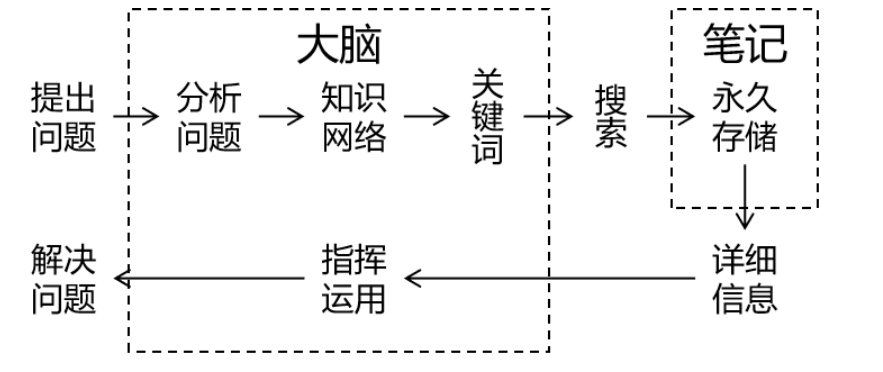 大脑
笔记
提出
问题
分析
问题
知识
网络
关键词
搜索
永久
存储
解决
问题
指挥
运用
详细
信息